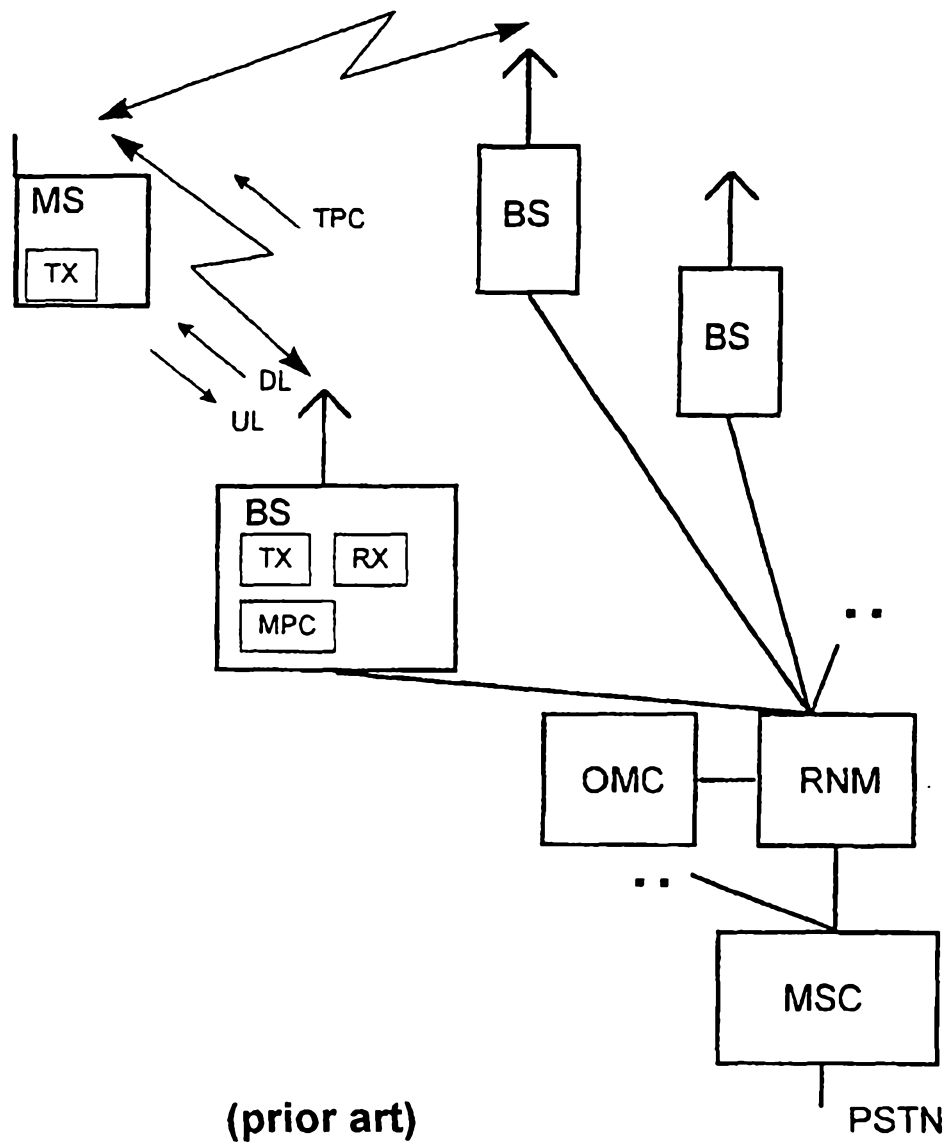 MS
TX
TPC
BS
BS
DL
UL
BS
TX RX
MPC
. .
OMC
RNM
. .
MSC
(prior art)
PSTN